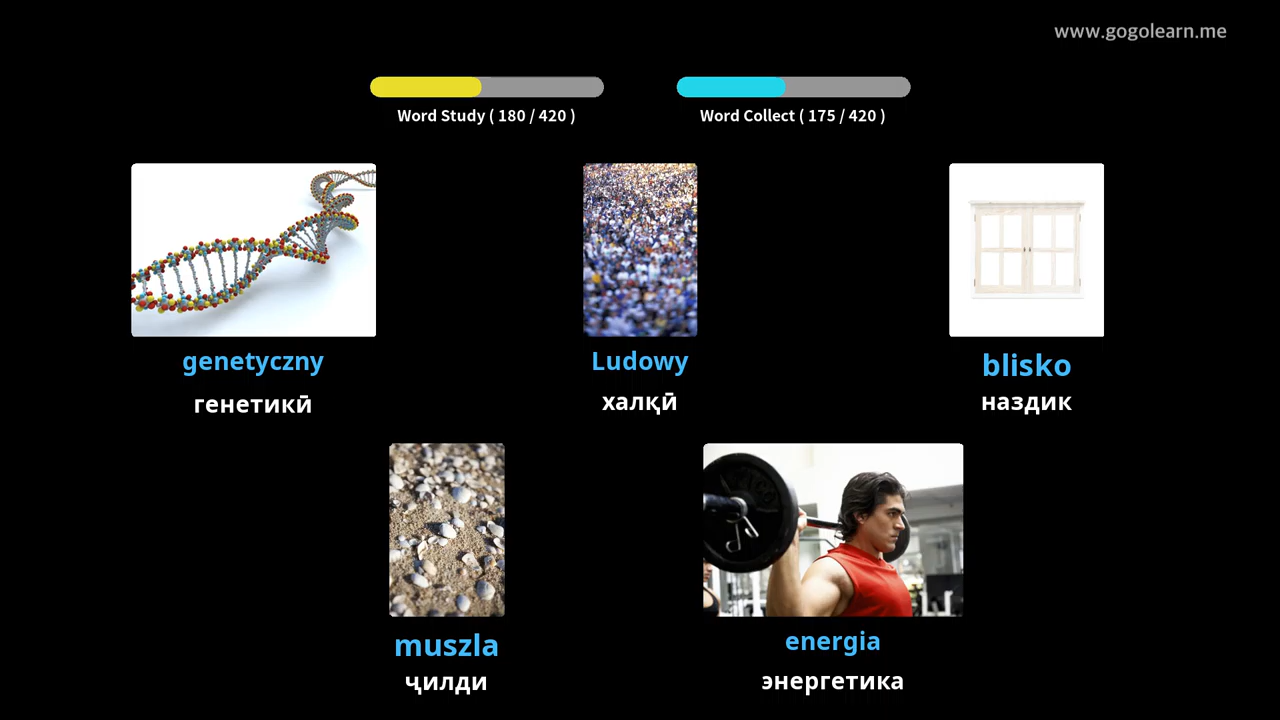 www.gogolearn.me
Word Study ( 180 / 420 )
Word Collect ( 175 / 420 )
genetyczny
генетикӣ
Ludowy
халқӣ
blisko
наздик
muszla
ҷилди
energia
энергетика